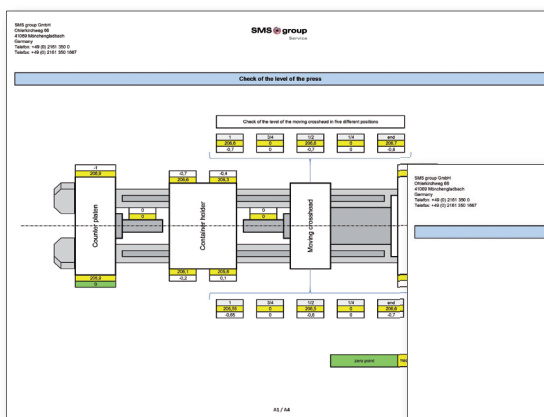 SMS group GmbH
Ohlerkirchweg 66
41069 Mönchengladbach
Germany
Telefon: +49 (0) 2161 350 0
Telefax: +49 (0) 2161 350 1667
SMS group
Service
Check of the level of the press
Check of the level of the moving crosshead in five different positions
1 3/4 1/2 1/4 end
206,6 0 206,6 0 206,7
-0,7 0 -0,7 0 -0,6
-1
206,9
-0,7 -0,4
206,6 206,3
0 0
0 0
Counter platen
Container holder
Moving crosshead
206,1 205,8
-0,2 0,1
0
1 3/4 1/2 1/4 end
206,55 0 206,5 0 206,6
-0,65 0 -0,6 0 -0,7
zero point
A1 / A4
SMS group GmbH
Ohlerkirchweg 66
41069 Mönchengladbach
Germany
Telefon: +49 (0) 2161 350 0
Telefax: +49 (0) 2161 350 1667